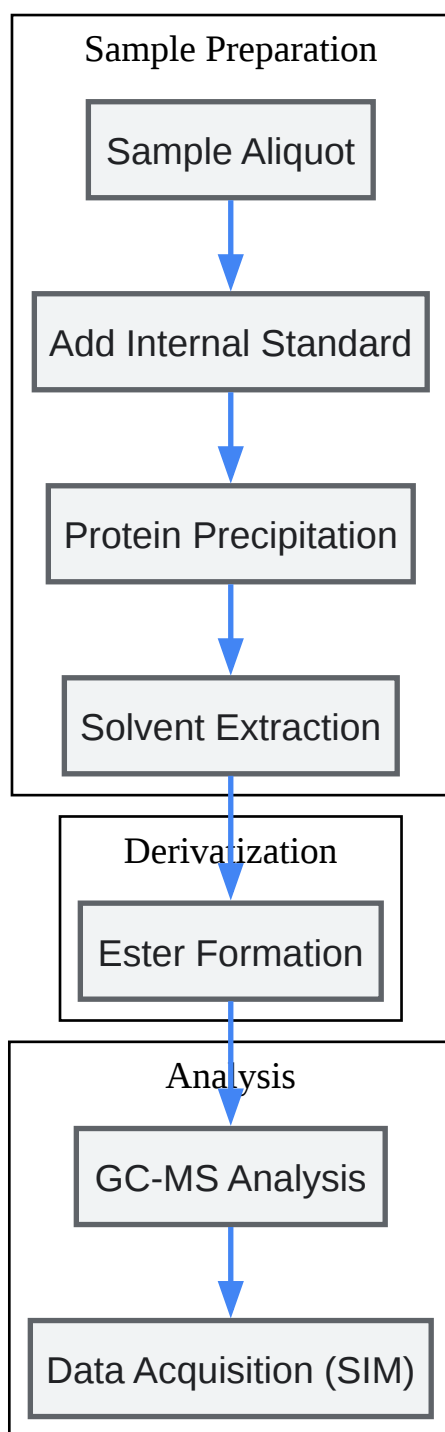 Sample Preparation
Sample Aliquot
Add Internal Standard
Protein Precipitation
Solvent Extraction
Derivatization
Ester Formation
Analysis
GC-MS Analysis
Data Acquisition (SIM)